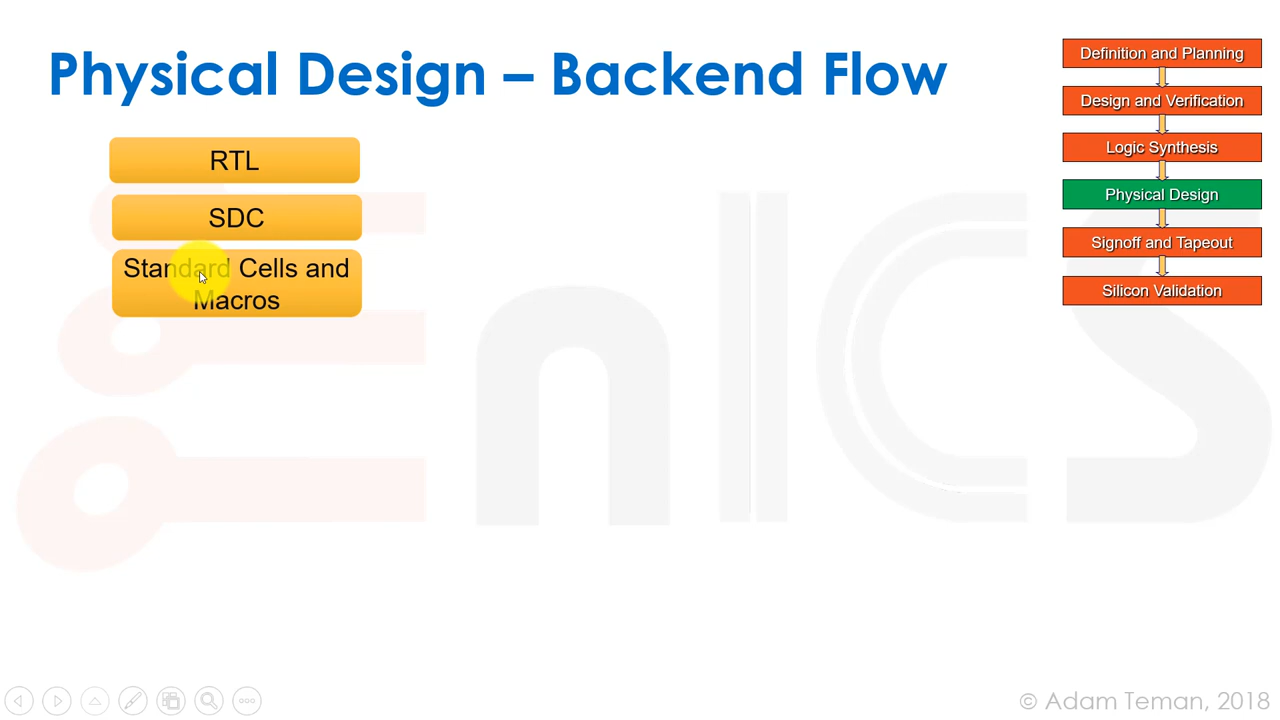 Physical Design – Backend Flow
RTL
SDC
Standard Cells and
Macros
Definition and Planning
Design and Verification
Logic Synthesis
Physical Design
Signoff and Tapeout
Silicon Validation
EnICS
© Adam Teman, 2018